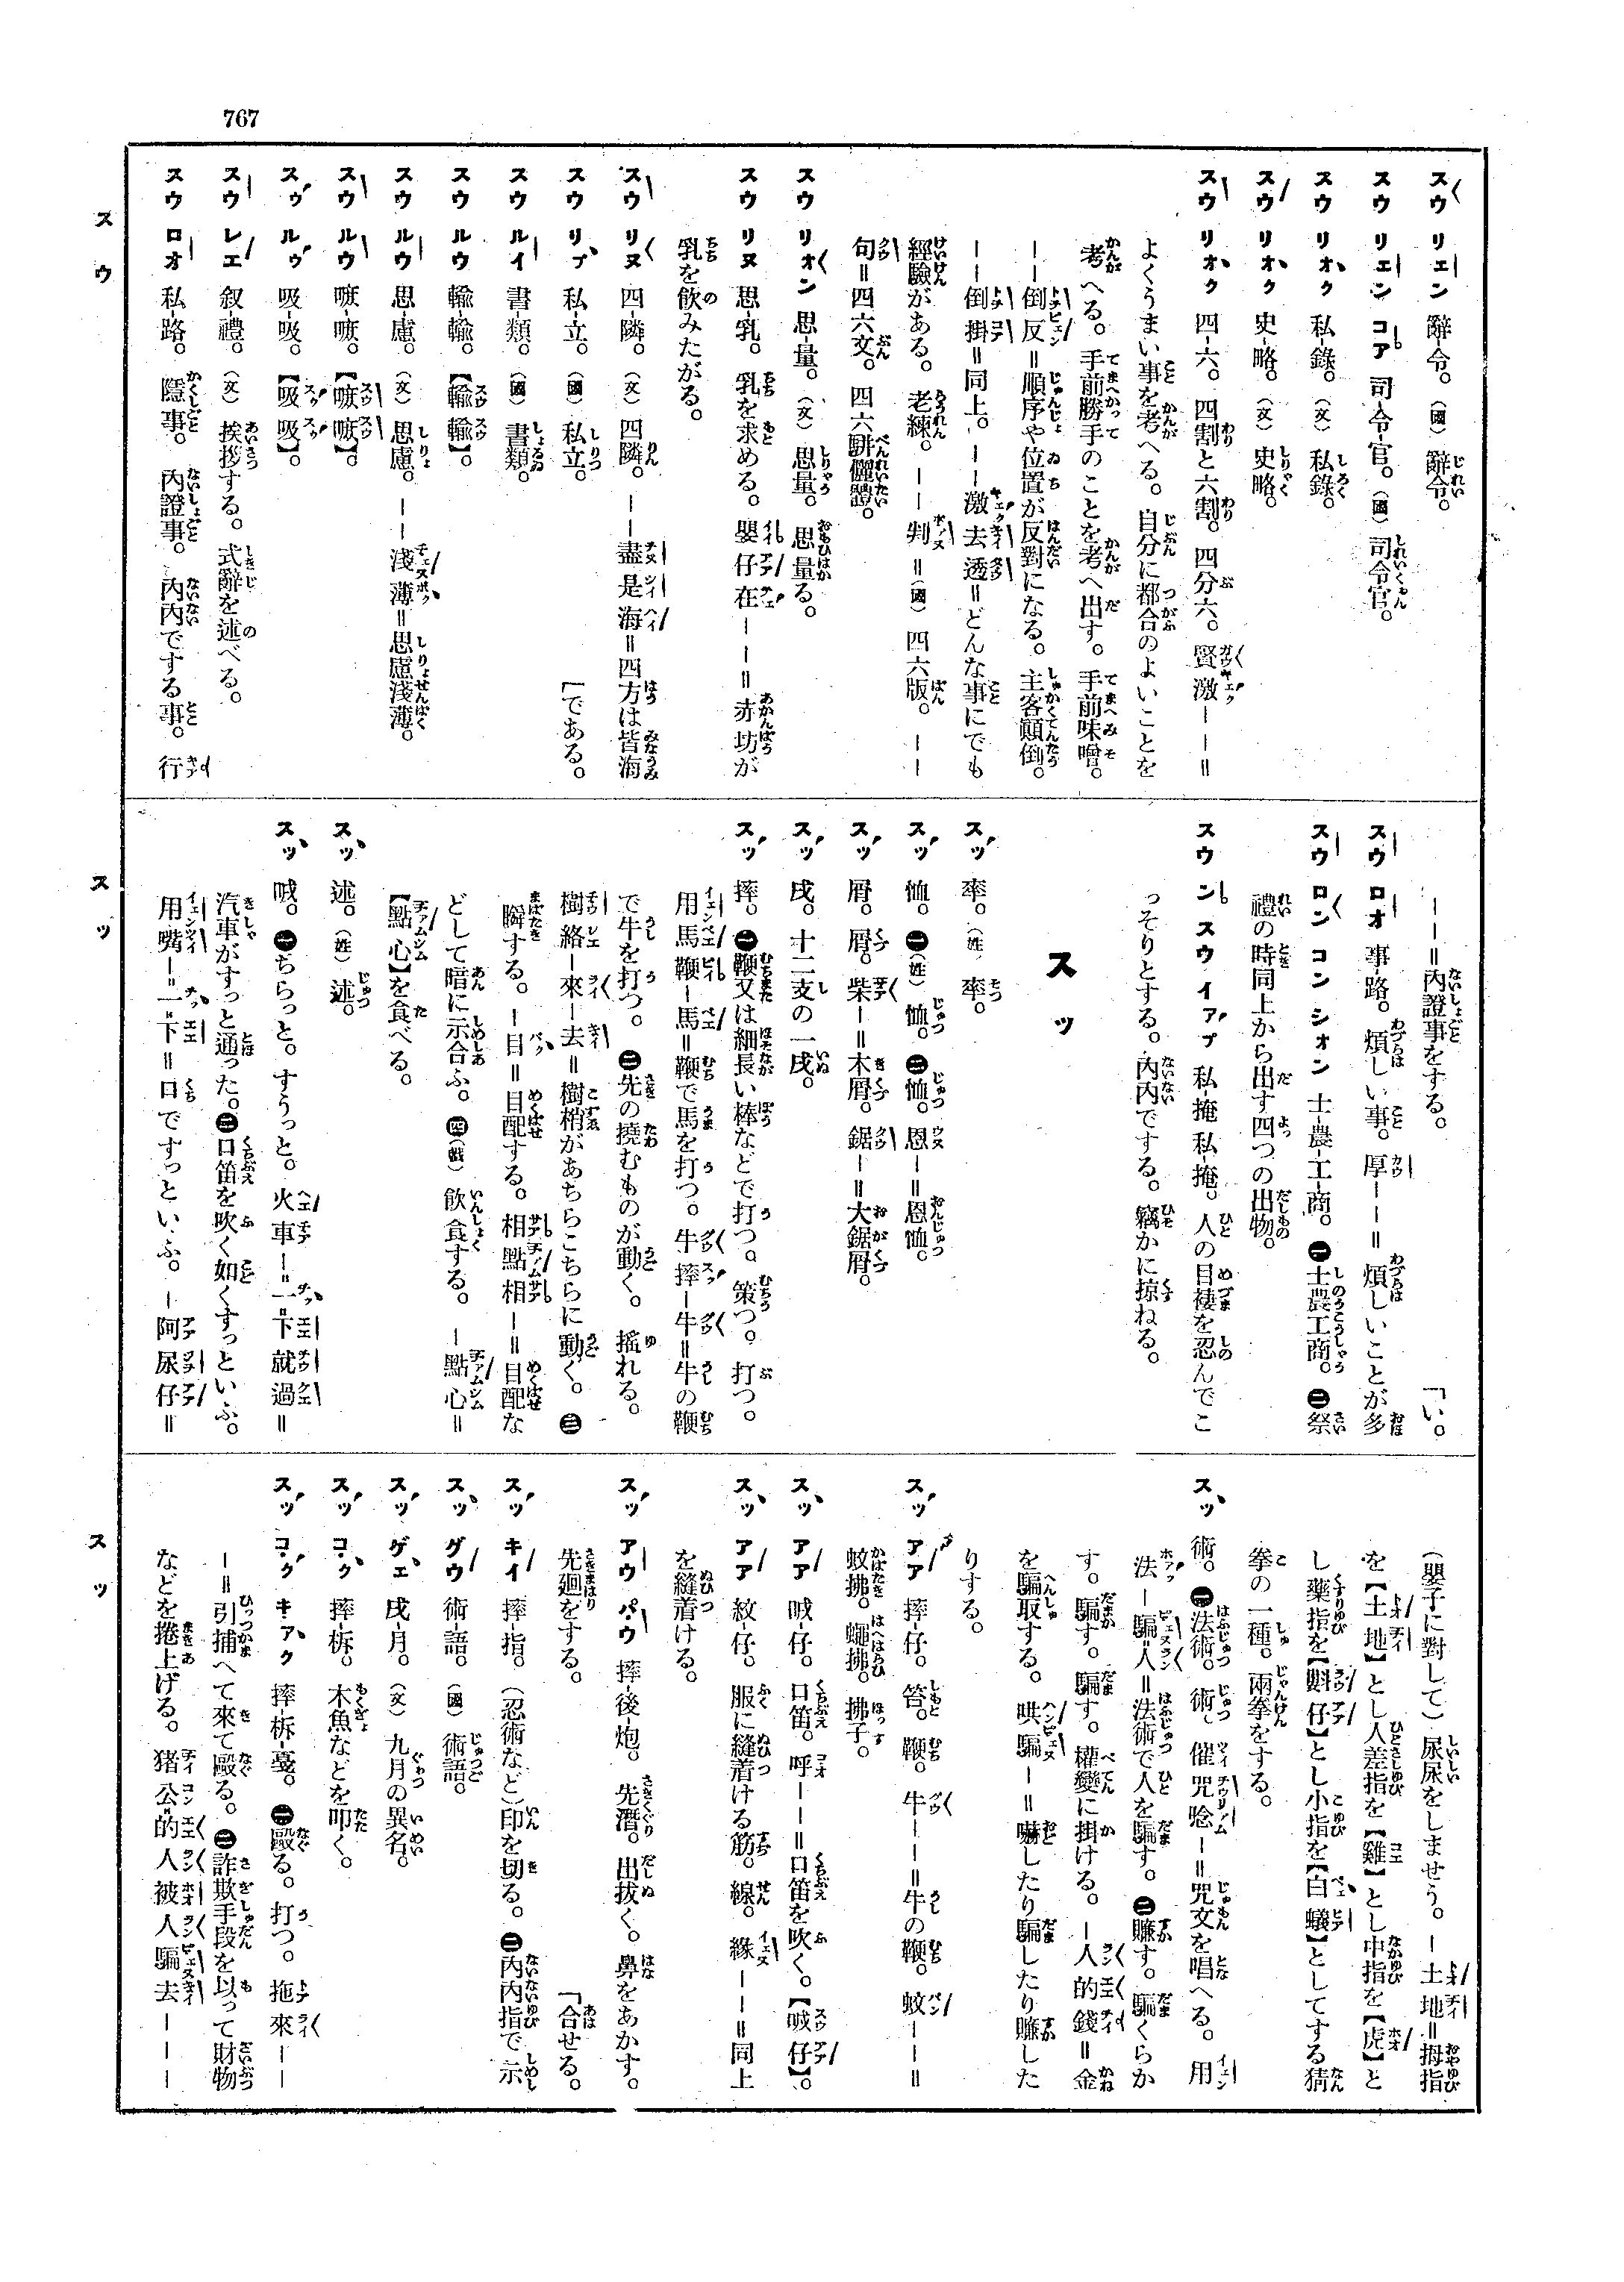 767
スウ リェン 辭-令。（國）辭令。
スウ リェン コア 司-令-官。（國）司令官。
スウ リオク 私-錄。（文）私錄。
スウ リオク 史-略。（文）史略。
スウ リオク 四-六。四割と六割。四分六。賢激－－＝
よくうまい事を考へる。自分に都合のよいことを
考へる。手前勝手のことを考へ出す。手前味噌。
－－倒反＝順序や位置が反對になる。主客顚倒。
－－倒掛＝同上。－－激去透＝どんな事にでも
經驗がある。老練。－－判＝（國）四六版。－－
句＝四六文。四六騈儷體。
スウ リオン 思-量。（文）思量。思量る。
スウ リヌ 思-乳。乳を求める。嬰仔在－－＝赤坊が
乳を飮みたがる。
スウ リヌ 四-隣。（文）四隣。－－盡是海＝四方は皆海
スウ リプ 私-立。（國）私立。 ［である。
スウ ルイ 書-類。（國）書類。
スウ ルウ 輸-輸。【輸輸】。
スウ ルウ 思-慮。（文）思慮。－－淺薄＝思慮淺薄。
スウ ルウ 嗽-嗽。【嗽嗽】。
スゥ ルゥ 吸-吸。【吸吸】。
スウ レエ 叙-禮。（文）挨拶する。式辭を述べる。
スウ ロオ 私-路。隱事。內證事。內內でする事。行
スウ
－－＝內證事をする。 「い。
スウ ロオ 事-路。煩しい事。厚－－＝煩しいことが多
スウ ロン コン シオン 士-農-工-商。㊀士農工商。㊁祭
禮の時同上から出す四つの出物。
スウ ン スウ イアプ 私-掩私-掩。人の目褄を忍んでこ
っそりとする。內內でする。竊かに掠ねる。
スッ
スッ 率。（姓）率。
スッ 恤。㊀（姓）恤。㊁恤。恩－＝恩恤。
スッ 屑。屑。柴－＝木屑。鋸－＝大鋸屑。
スッ 戌。十二支の一戌。
スッ 摔。㊀鞭又は細長い棒などで打つ。策つ。打つ。
用馬鞭－馬＝鞭で馬を打つ。牛摔－牛＝牛の鞭
で牛を打つ。㊁先の撓むものが動く。搖れる。
樹絡－來－去＝樹梢があちらこちらに動く。㊂
瞬する。－目＝目配する。相點相－＝目配な
どして暗に示合ふ。㊃（戲）飮食する。－點心＝
【點心】を食べる。
スッ 述。（姓）述。
スッ 㖅。㊀ちらっと。すうっと。火車－＝一下就過＝
汽車がすっと通った。㊁口笛を吹く如くすっといふ。
用嘴－＝一下＝口ですっといふ。－阿尿仔＝
スッ
（嬰子に對して）尿尿をしませう。－土地＝拇指
を【土地】とし人差指を【雞】とし中指を【虎】と
し藥指を【 仔】とし小指を【白蟻】としてする猜
拳の一種。兩拳をする。
スッ 術。㊀法術。術。催咒唸－＝咒文を唱へる。用
法－騙人＝法術で人を騙す。㊁賺す。騙くらか
す。騙す。騙す。權變に掛ける。－人的錢＝金
を騙取する。哄騙－＝嚇したり騙したり賺した
りする。
スッ アア 摔-仔。笞。鞭。牛－－＝牛の鞭。蚊－－＝
蚊拂。蠅拂。拂子。
スッ アア 㖅-仔。口笛。呼－－＝口笛を吹く。【㖅仔】。
スッ アア 紋-仔。服に縫着ける筋。線。緣－－＝同上
を縫着ける。
スッ アウ パウ 摔-後-炮。先潛。出拔く。鼻をあかす。
先廻をする。 「合せる。
スッ キイ 摔-指。（忍術など）印を切る。㊁內內指で示
スッ グウ 術-語。（國）術語。
スッ ゲェ 戌-月。（文）九月の異名。
スッ コク 摔-柝。木魚などを叩く。
スッ コク キアク 摔-柝-戞。㊀毆る。打つ。拖來－－
－＝引捕へて來て毆る。㊁詐欺手段を以って財物
などを捲上げる。猪公的人被人騙去－－－
スッ